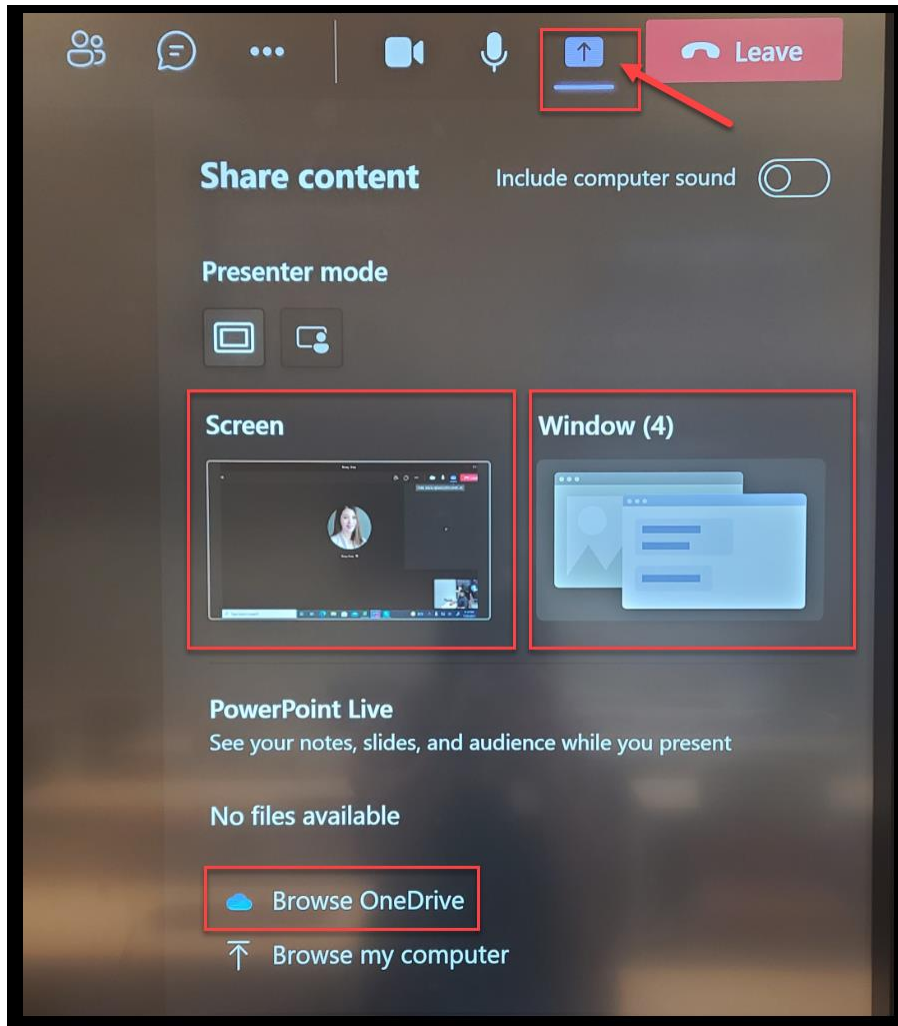 Leave
Share content
Include computer sound
Presenter mode
Screen
Window (4)
PowerPoint Live
See your notes, slides, and audience while you present
No files available
Browse OneDrive
Browse my computer